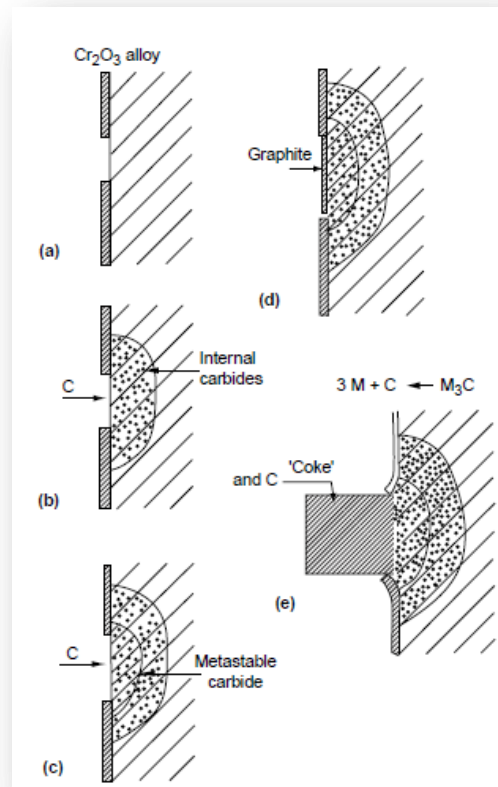 Cr₂O₃ alloy
(a)
Internal
carbides
C
(b)
C
Metastable
carbide
(c)
Graphite
(d)
3 M + C ← M₃C
'Coke'
and C
(e)